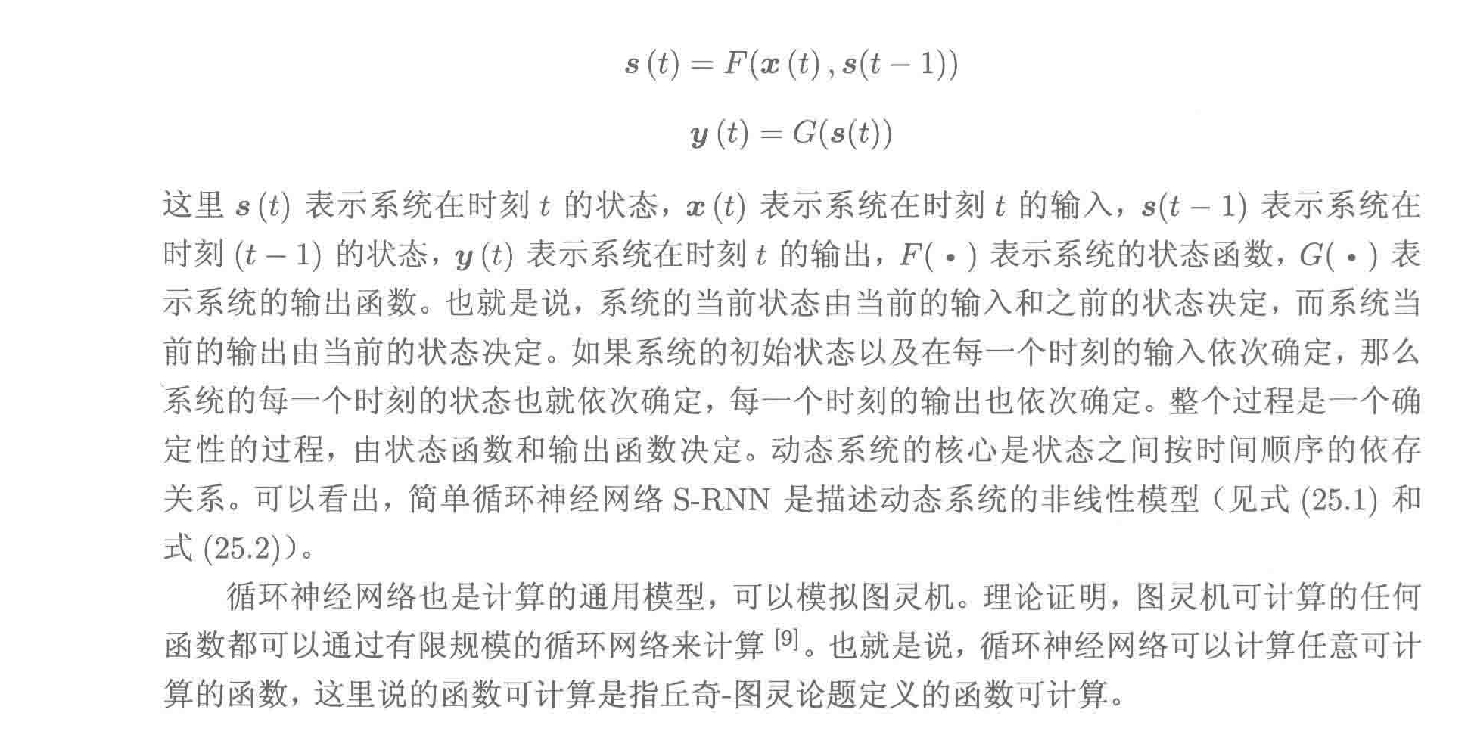 s (t) = F(x (t) , s(t − 1))
y (t) = G(s(t))
这里 s (t) 表示系统在时刻 t 的状态，x (t) 表示系统在时刻 t 的输入，s(t − 1) 表示系统在
时刻 (t − 1) 的状态，y (t) 表示系统在时刻 t 的输出，F( • ) 表示系统的状态函数，G( • ) 表
示系统的输出函数。也就是说，系统的当前状态由当前的输入和之前的状态决定，而系统当
前的输出由当前的状态决定。如果系统的初始状态以及在每一个时刻的输入依次确定，那么
系统的每一个时刻的状态也就依次确定，每一个时刻的输出也依次确定。整个过程是一个确
定性的过程，由状态函数和输出函数决定。动态系统的核心是状态之间按时间顺序的依存
关系。可以看出，简单循环神经网络 S-RNN 是描述动态系统的非线性模型（见式 (25.1) 和
式 (25.2)）。
循环神经网络也是计算的通用模型，可以模拟图灵机。理论证明，图灵机可计算的任何
函数都可以通过有限规模的循环网络来计算 [9]。也就是说，循环神经网络可以计算任意可计
算的函数，这里说的函数可计算是指丘奇-图灵论题定义的函数可计算。